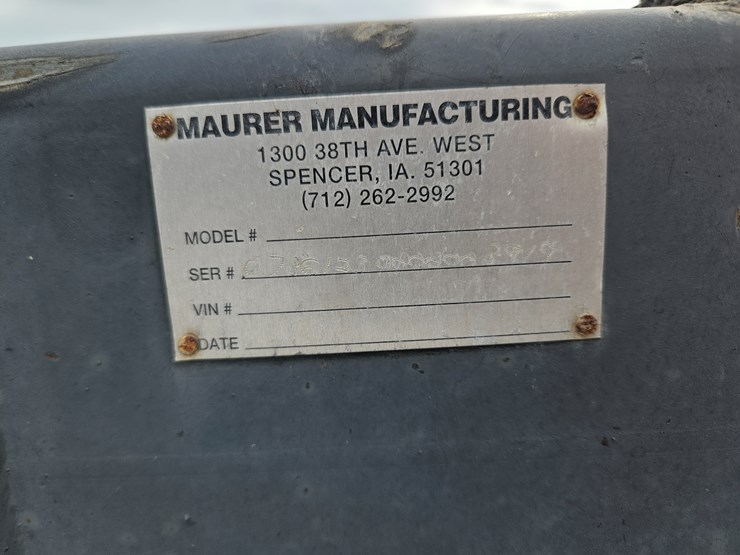 MAURER MANUFACTURING
1300 38TH AVE. WEST
SPENCER, IA. 51301
(712) 262-2992
MODEL #
SER #
VIN #
DATE